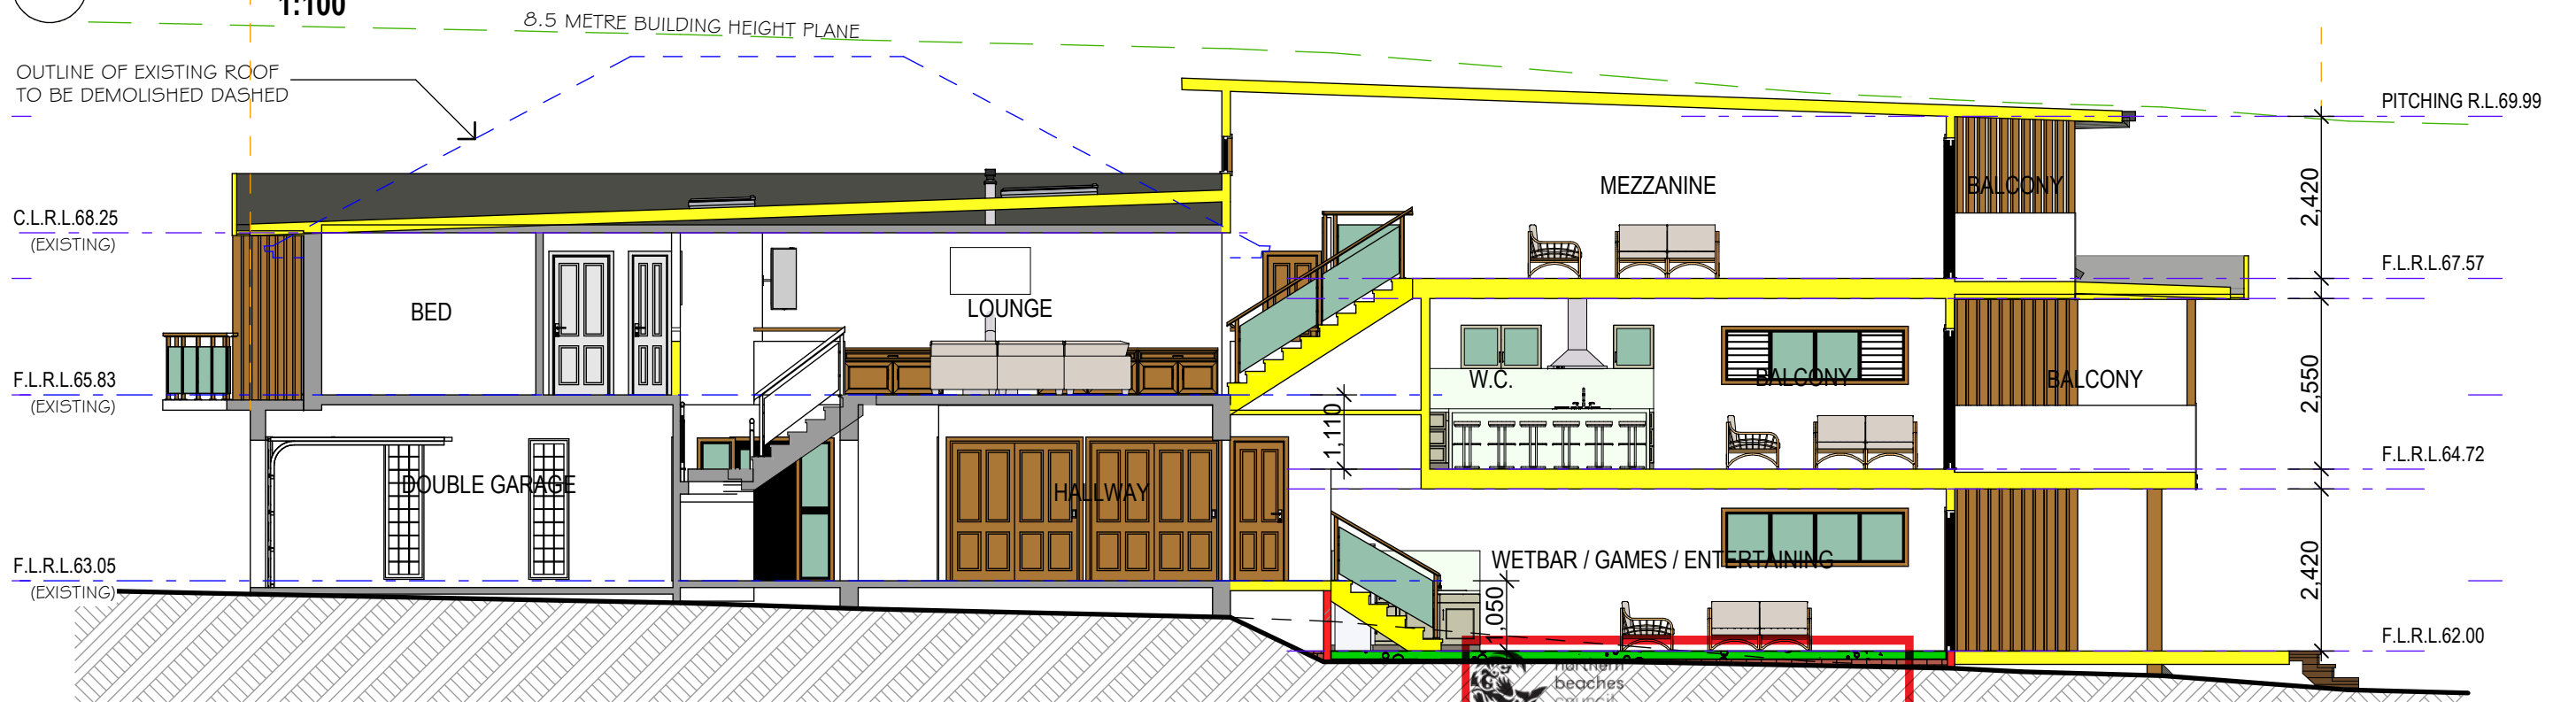 1:100
8.5 METRE BUILDING HEIGHT PLANE
OUTLINE OF EXISTING ROOF
TO BE DEMOLISHED DASHED
PITCHING R.L.69.99
MEZZANINE
BALCONY
2,420
C.L.R.L.68.25
(EXISTING)
F.L.R.L.67.57
BED
LOUNGE
F.L.R.L.65.83
(EXISTING)
W.C.
BALCONY
BALCONY
2,550
1,110
F.L.R.L.64.72
DOUBLE GARAGE
HALLWAY
F.L.R.L.63.05
(EXISTING)
WETBAR / GAMES / ENTERTAINING
2,420
,050
F.L.R.L.62.00
northern
beaches
council